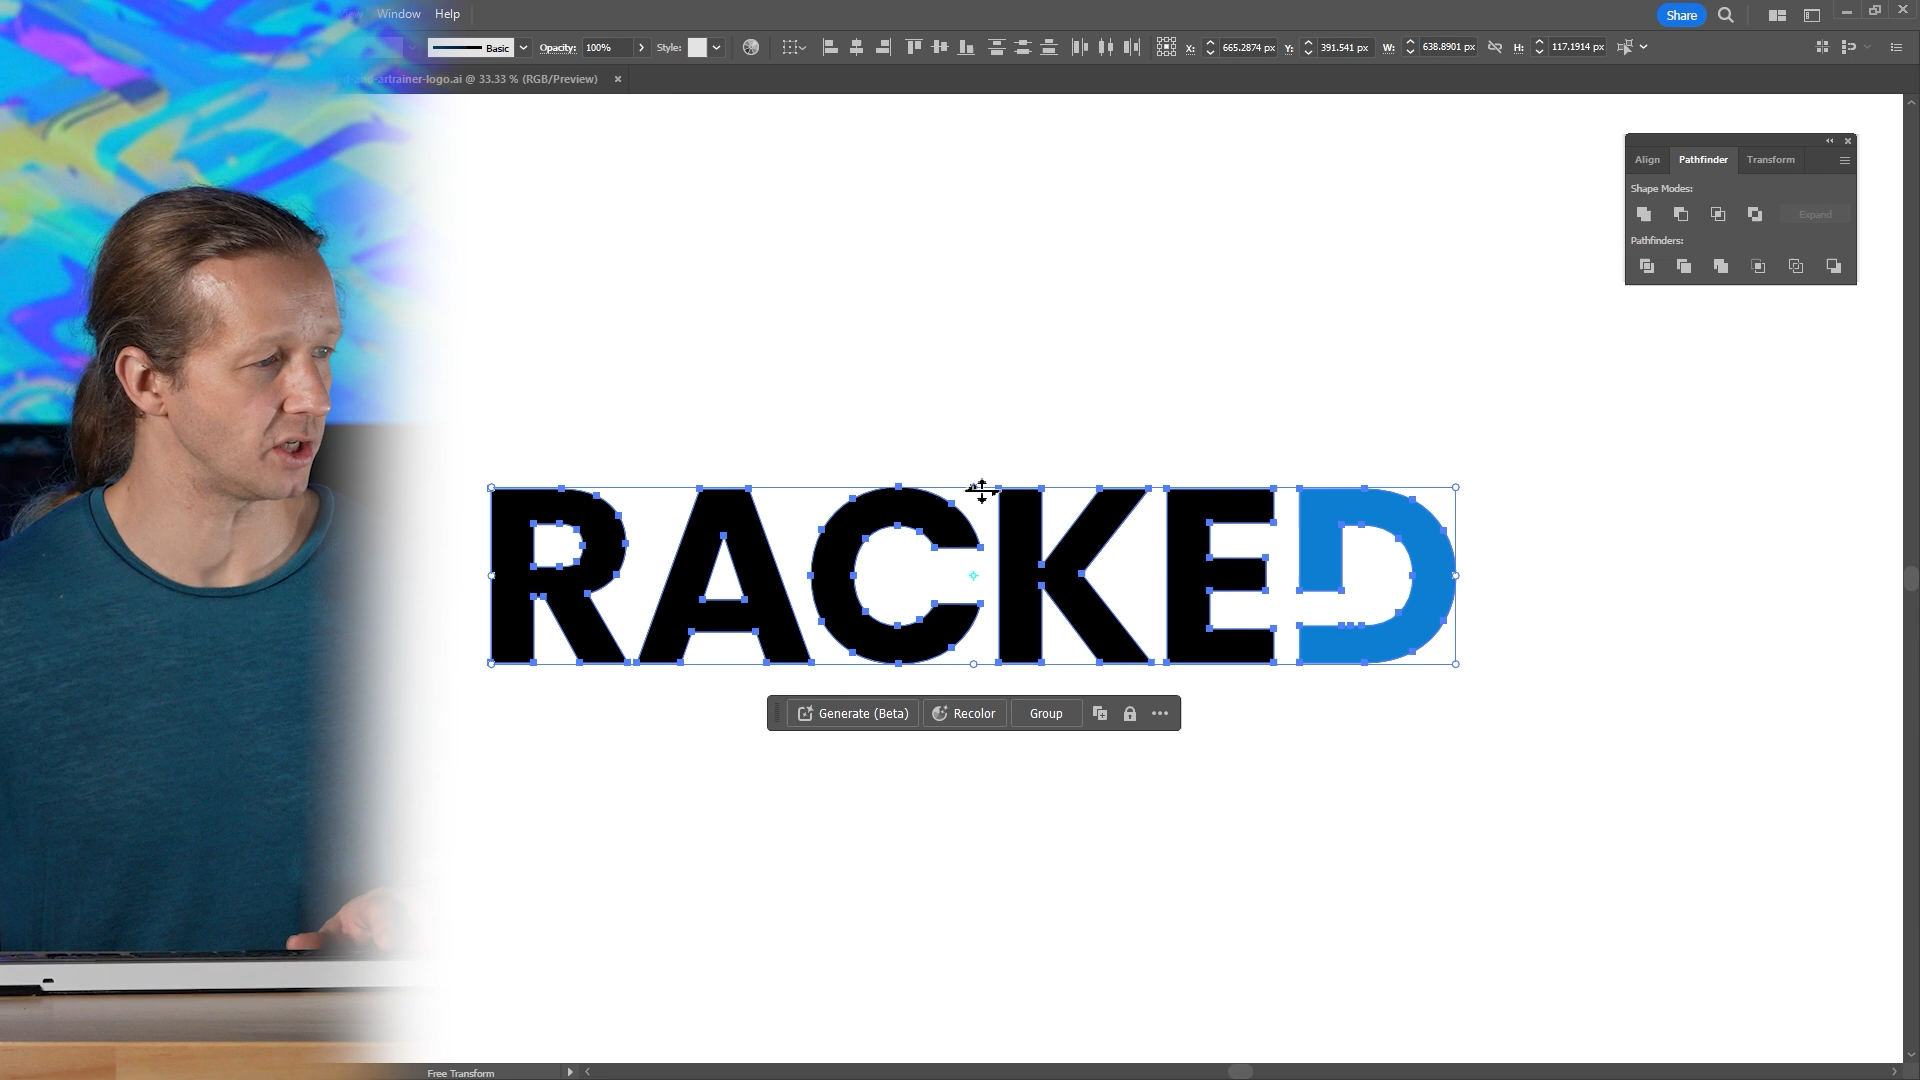 Window Help
Share
Basic
Opacity: 100%
Style:
X: 665.2874 px
Y: 391.541 px
W: 638.8901 px
H: 117.1914 px
-artrainer-logo.ai @ 33.33 % (RGB/Preview)
Align Pathfinder Transform
Shape Modes:
Expand
Pathfinders:
RACKED
Generate (Beta) Recolor Group
Free Transform